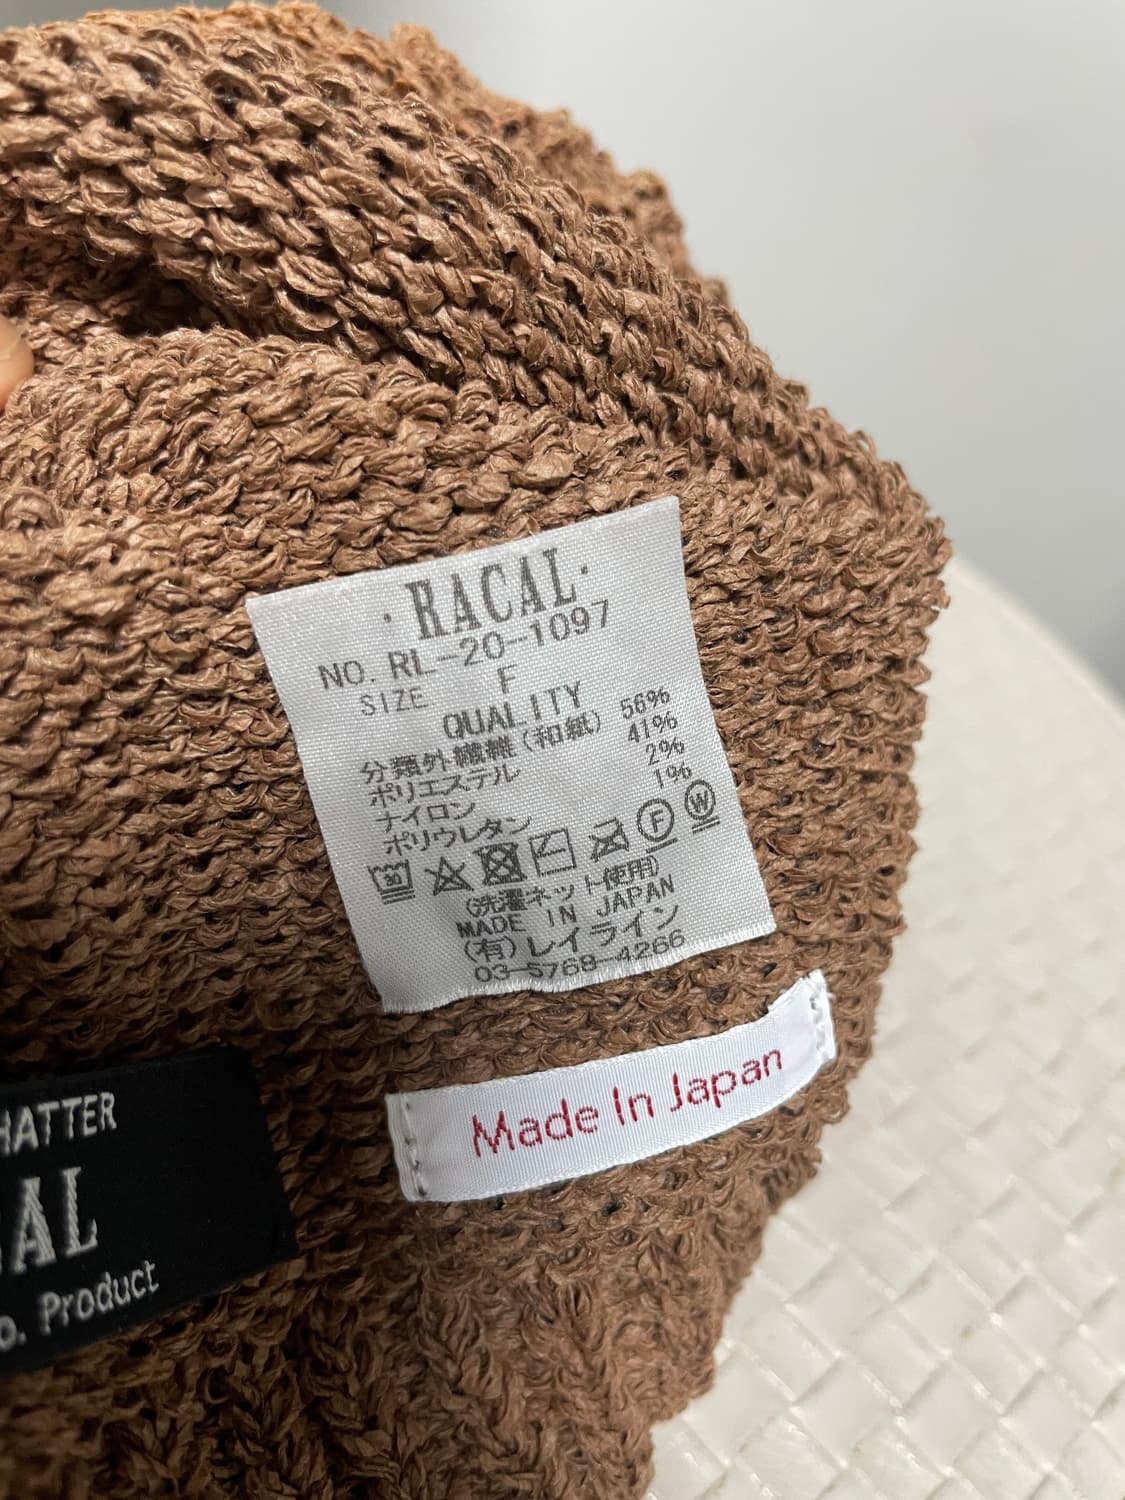 ·RACAL·
NO. RL-20-1097
SIZE F
QUALITY
分類外繊維(和紙) 56%
ポリエステル 41%
ナイロン 2%
ポリウレタン 1%
F W
(洗濯ネット使用)
MADE IN JAPAN
(有)レイライン
03-5768-4266
Made In Japan
HATTER
AL
o. Product